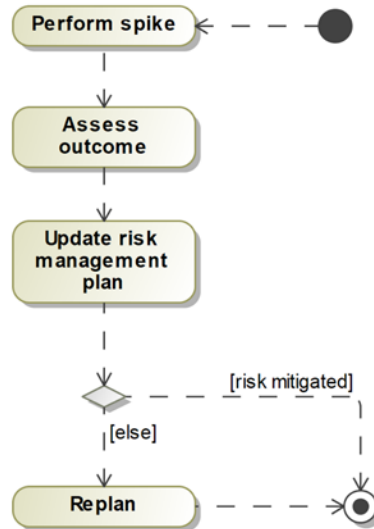 Perform spike
Assess
outcome
Update risk
management
plan
[risk mitigated]
[else]
Replan